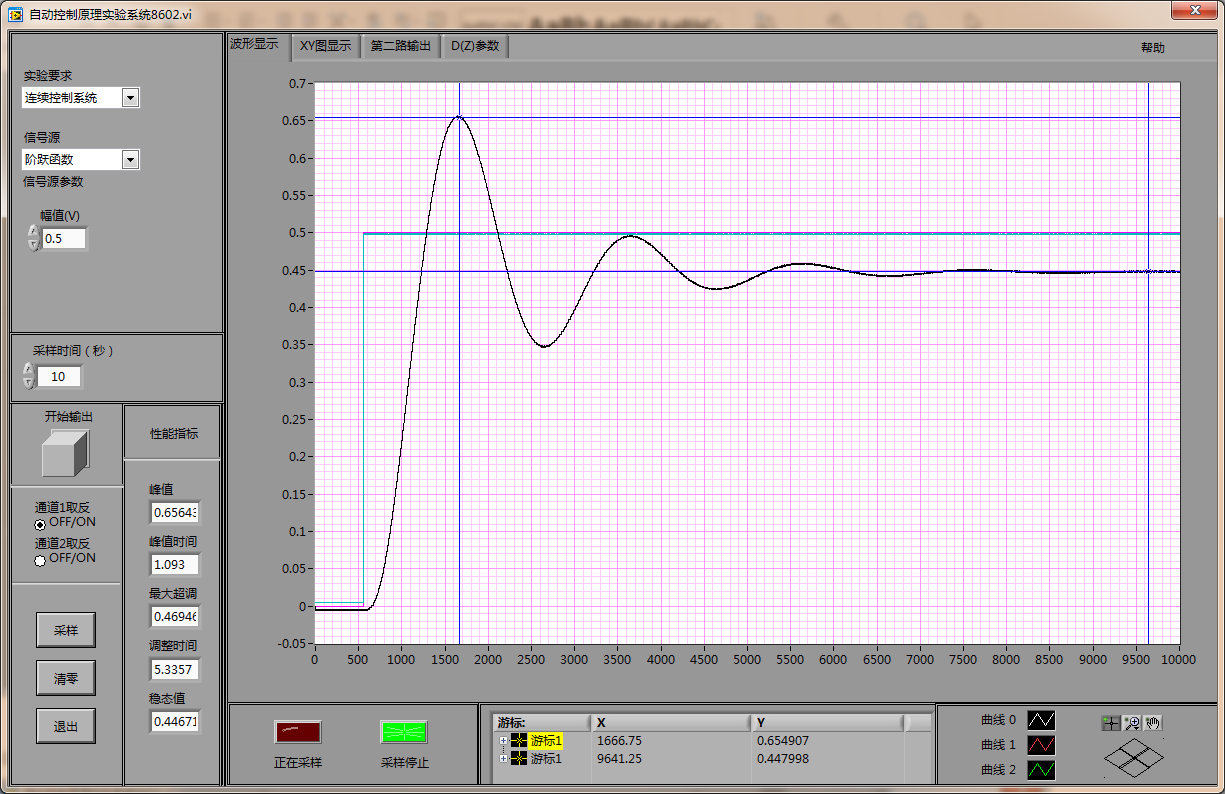 自动控制原理实验系统8602.vi
波形显示 XY图显示 第二路输出 D(Z)参数 帮助
实验要求
连续控制系统
信号源
阶跃函数
信号源参数
幅值(V)
0.5
采样时间（秒）
10
开始输出
通道1取反
OFF/ON
通道2取反
OFF/ON
采样
清零
退出
性能指标
峰值
0.6564
峰值时间
1.093
最大超调
0.4694
调整时间
5.3357
稳态值
0.44671
0.7
0.65
0.6
0.55
0.5
0.45
0.4
0.35
0.3
0.25
0.2
0.15
0.1
0.05
0
-0.05
0 500 1000 1500 2000 2500 3000 3500 4000 4500 5000 5500 6000 6500 7000 7500 8000 8500 9000 9500 10000
正在采样 采样停止
游标: X Y
游标1 1666.75 0.654907
游标1 9641.25 0.447998
曲线 0
曲线 1
曲线 2